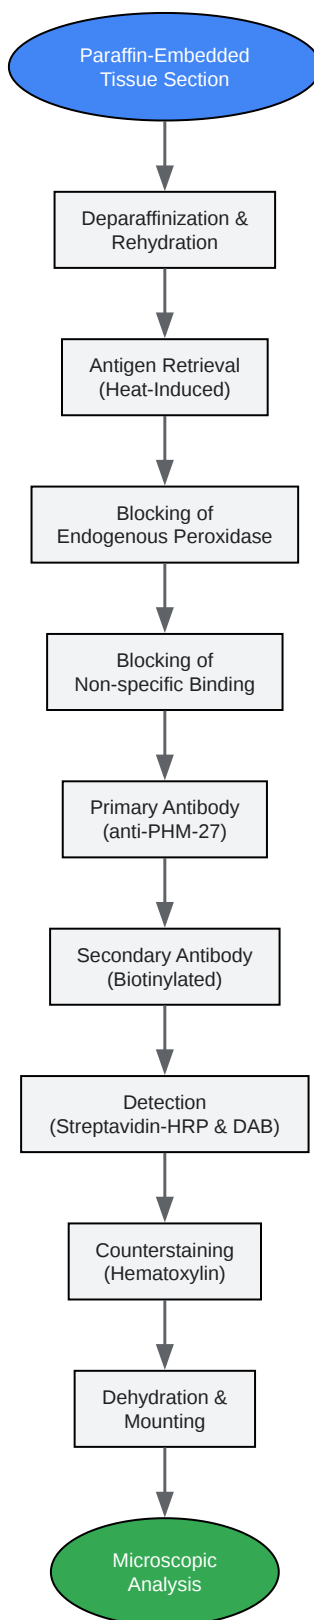 Paraffin-Embedded
Tissue Section
Deparaffinization &
Rehydration
Antigen Retrieval
(Heat-Induced)
Blocking of
Endogenous Peroxidase
Blocking of
Non-specific Binding
Primary Antibody
(anti-PHM-27)
Secondary Antibody
(Biotinylated)
Detection
(Streptavidin-HRP & DAB)
Counterstaining
(Hematoxylin)
Dehydration &
Mounting
Microscopic
Analysis